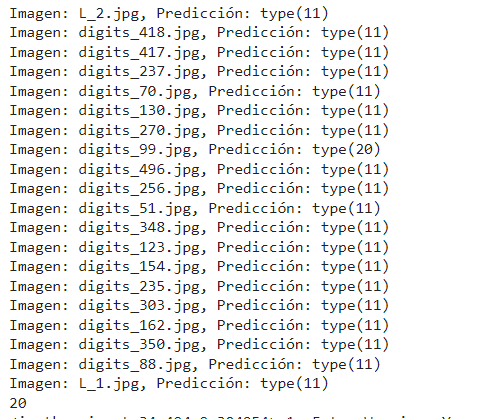 Imagen: L_2.jpg, Predicción: type(11)
Imagen: digits_418.jpg, Predicción: type(11)
Imagen: digits_417.jpg, Predicción: type(11)
Imagen: digits_237.jpg, Predicción: type(11)
Imagen: digits_70.jpg, Predicción: type(11)
Imagen: digits_130.jpg, Predicción: type(11)
Imagen: digits_270.jpg, Predicción: type(11)
Imagen: digits_99.jpg, Predicción: type(20)
Imagen: digits_496.jpg, Predicción: type(11)
Imagen: digits_256.jpg, Predicción: type(11)
Imagen: digits_51.jpg, Predicción: type(11)
Imagen: digits_348.jpg, Predicción: type(11)
Imagen: digits_123.jpg, Predicción: type(11)
Imagen: digits_154.jpg, Predicción: type(11)
Imagen: digits_235.jpg, Predicción: type(11)
Imagen: digits_303.jpg, Predicción: type(11)
Imagen: digits_162.jpg, Predicción: type(11)
Imagen: digits_350.jpg, Predicción: type(11)
Imagen: digits_88.jpg, Predicción: type(11)
Imagen: L_1.jpg, Predicción: type(11)
20